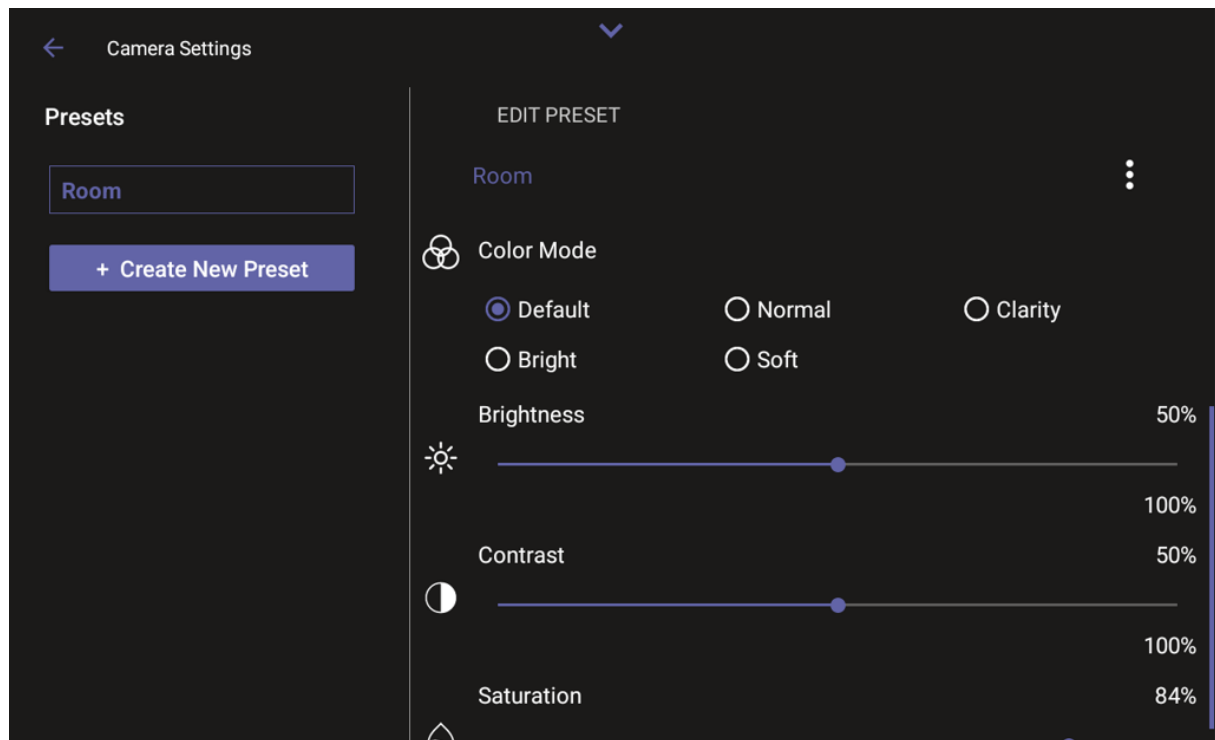 Camera Settings
Presets
Room
+ Create New Preset
EDIT PRESET
Room
Color Mode
Default Normal Clarity
Bright Soft
Brightness 50%
100%
Contrast 50%
100%
Saturation 84%